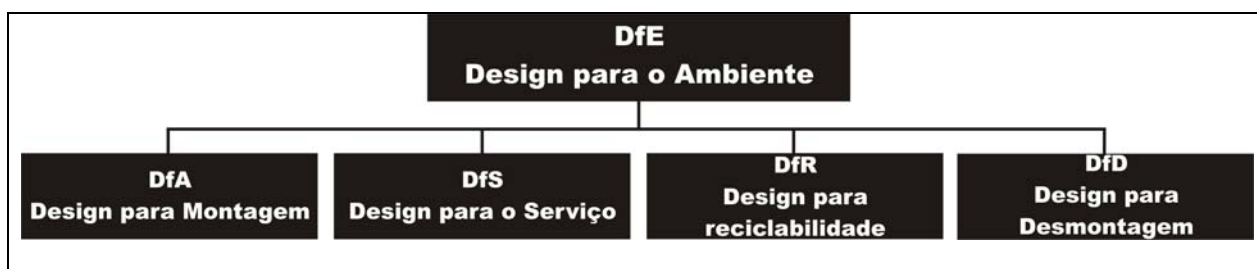 DfE
Design para o Ambiente
DfA
Design para Montagem
DfS
Design para o Serviço
DfR
Design para
reciclabilidade
DfD
Design para
Desmontagem